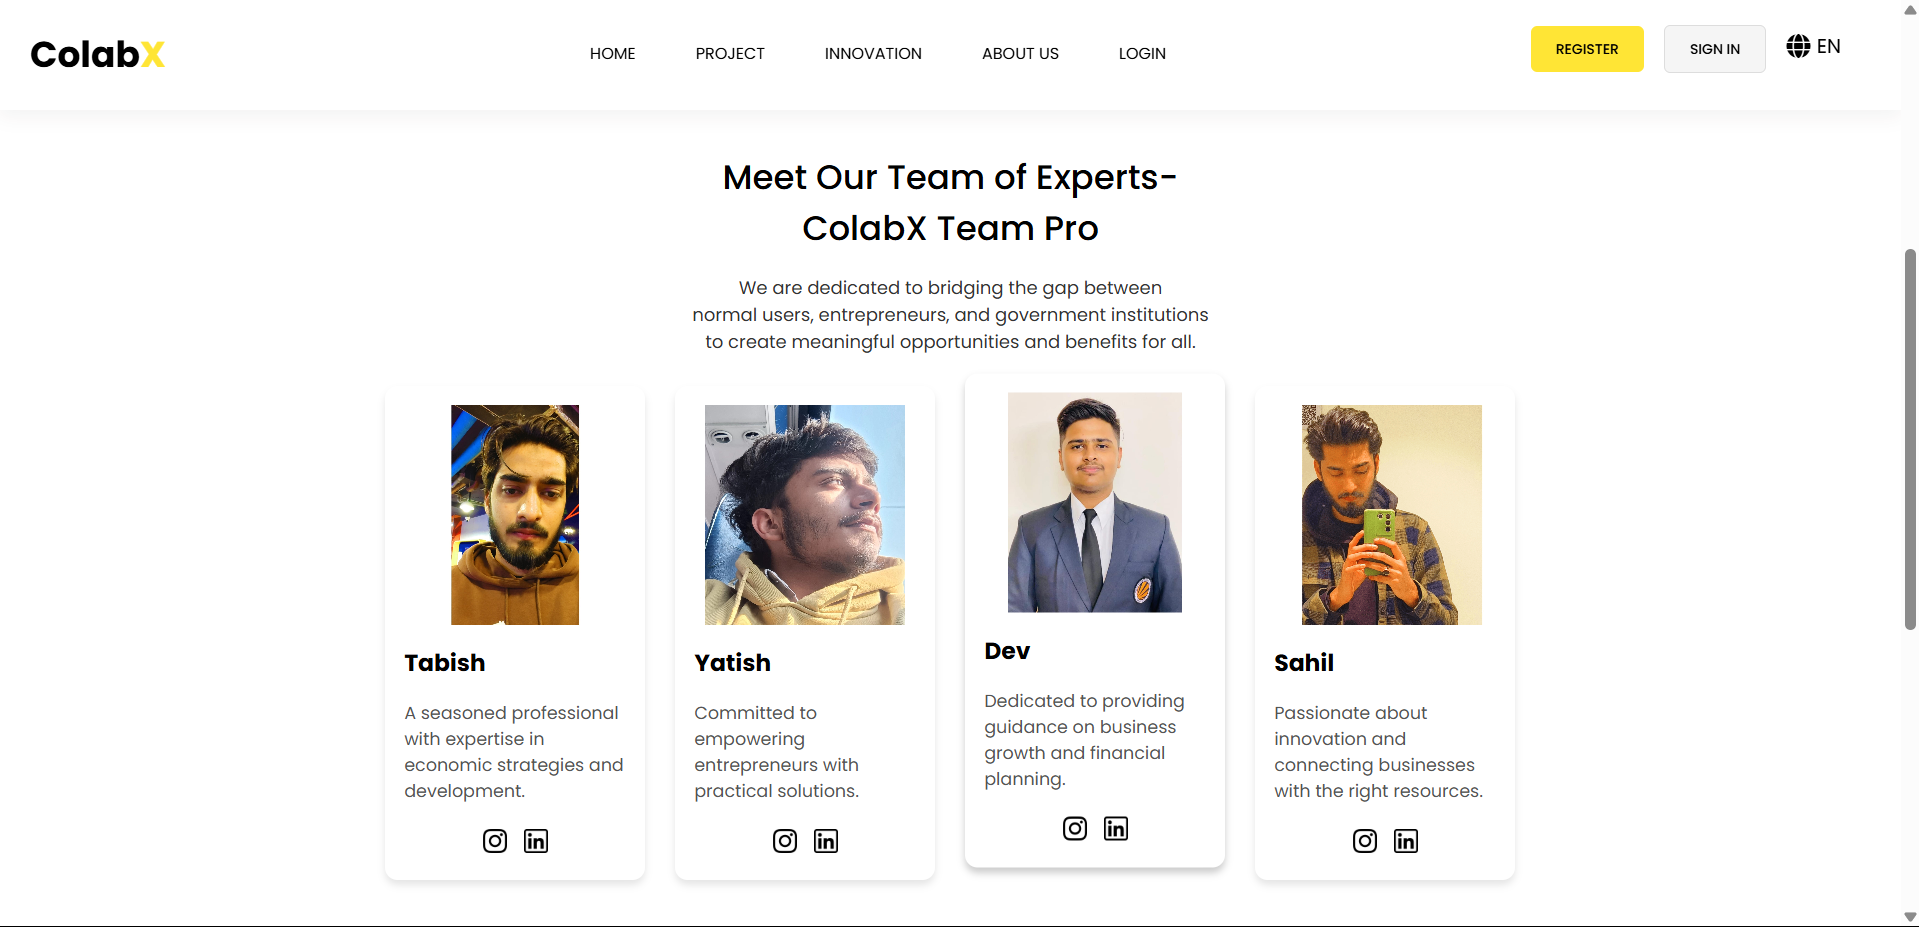 ColabX
HOME
PROJECT
INNOVATION
ABOUT US
LOGIN
REGISTER
SIGN IN
EN
Meet Our Team of Experts-
ColabX Team Pro
We are dedicated to bridging the gap between
normal users, entrepreneurs, and government institutions
to create meaningful opportunities and benefits for all.
Tabish
A seasoned professional
with expertise in
economic strategies and
development.
Yatish
Committed to
empowering
entrepreneurs with
practical solutions.
Dev
Dedicated to providing
guidance on business
growth and financial
planning.
Sahil
Passionate about
innovation and
connecting businesses
with the right resources.